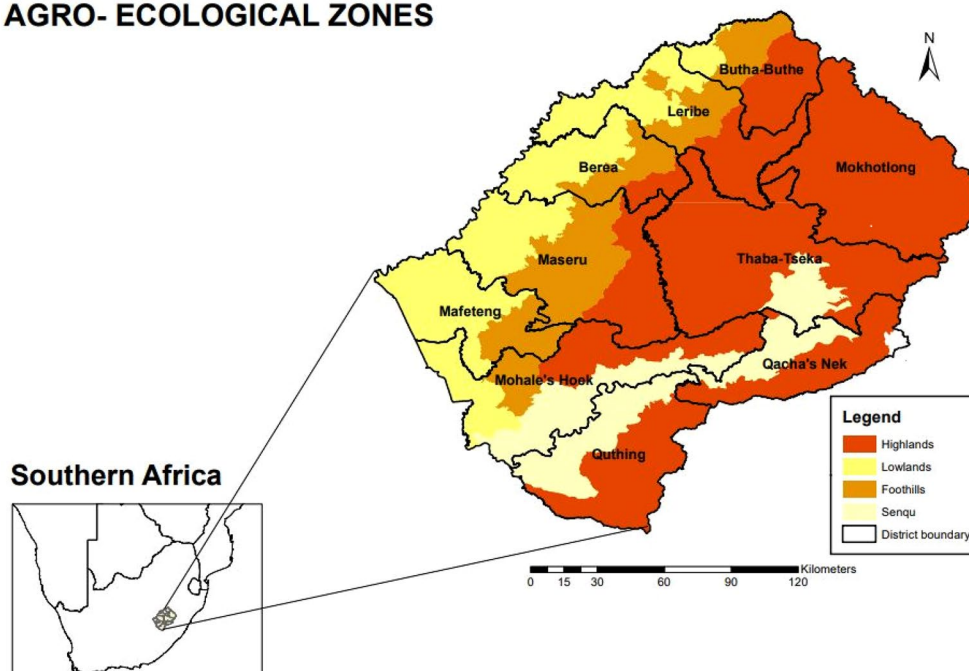 AGRO- ECOLOGICAL ZONES
N
Butha-Buthe
Leribe
Mokhotlong
Berea
Maseru
Thaba-Tseka
Mafeteng
Qacha's Nek
Mohale's Hoek
Quthing
Legend
Highlands
Lowlands
Foothills
Senqu
District boundary
Southern Africa
Kilometers
0 15 30 60 90 120